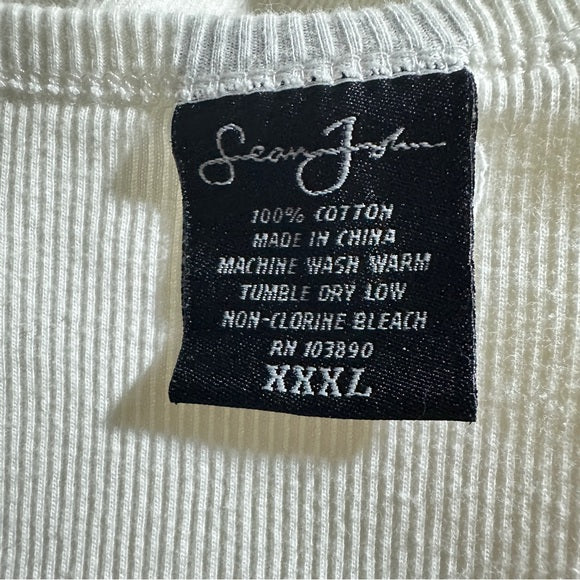 Sean John
100% COTTON
MADE IN CHINA
MACHINE WASH WARM
TUMBLE DRY LOW
NON-CLORINE BLEACH
RN 103890
XXXL